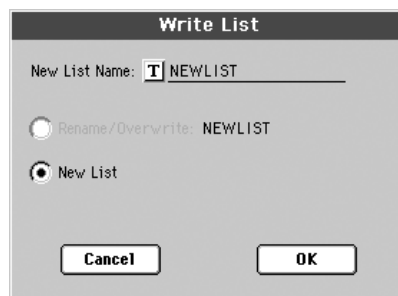 Write List
New List Name: T NEWLIST
Rename/Overwrite: NEWLIST
New List
Cancel OK